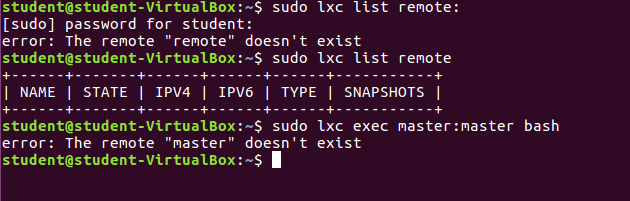 student@student-VirtualBox:~$ sudo lxc list remote:
[sudo] password for student:
error: The remote "remote" doesn't exist
student@student-VirtualBox:~$ sudo lxc list remote
+------+-------+------+------+------+-----------+
| NAME | STATE | IPV4 | IPV6 | TYPE | SNAPSHOTS |
+------+-------+------+------+------+-----------+
student@student-VirtualBox:~$ sudo lxc exec master:master bash
error: The remote "master" doesn't exist
student@student-VirtualBox:~$